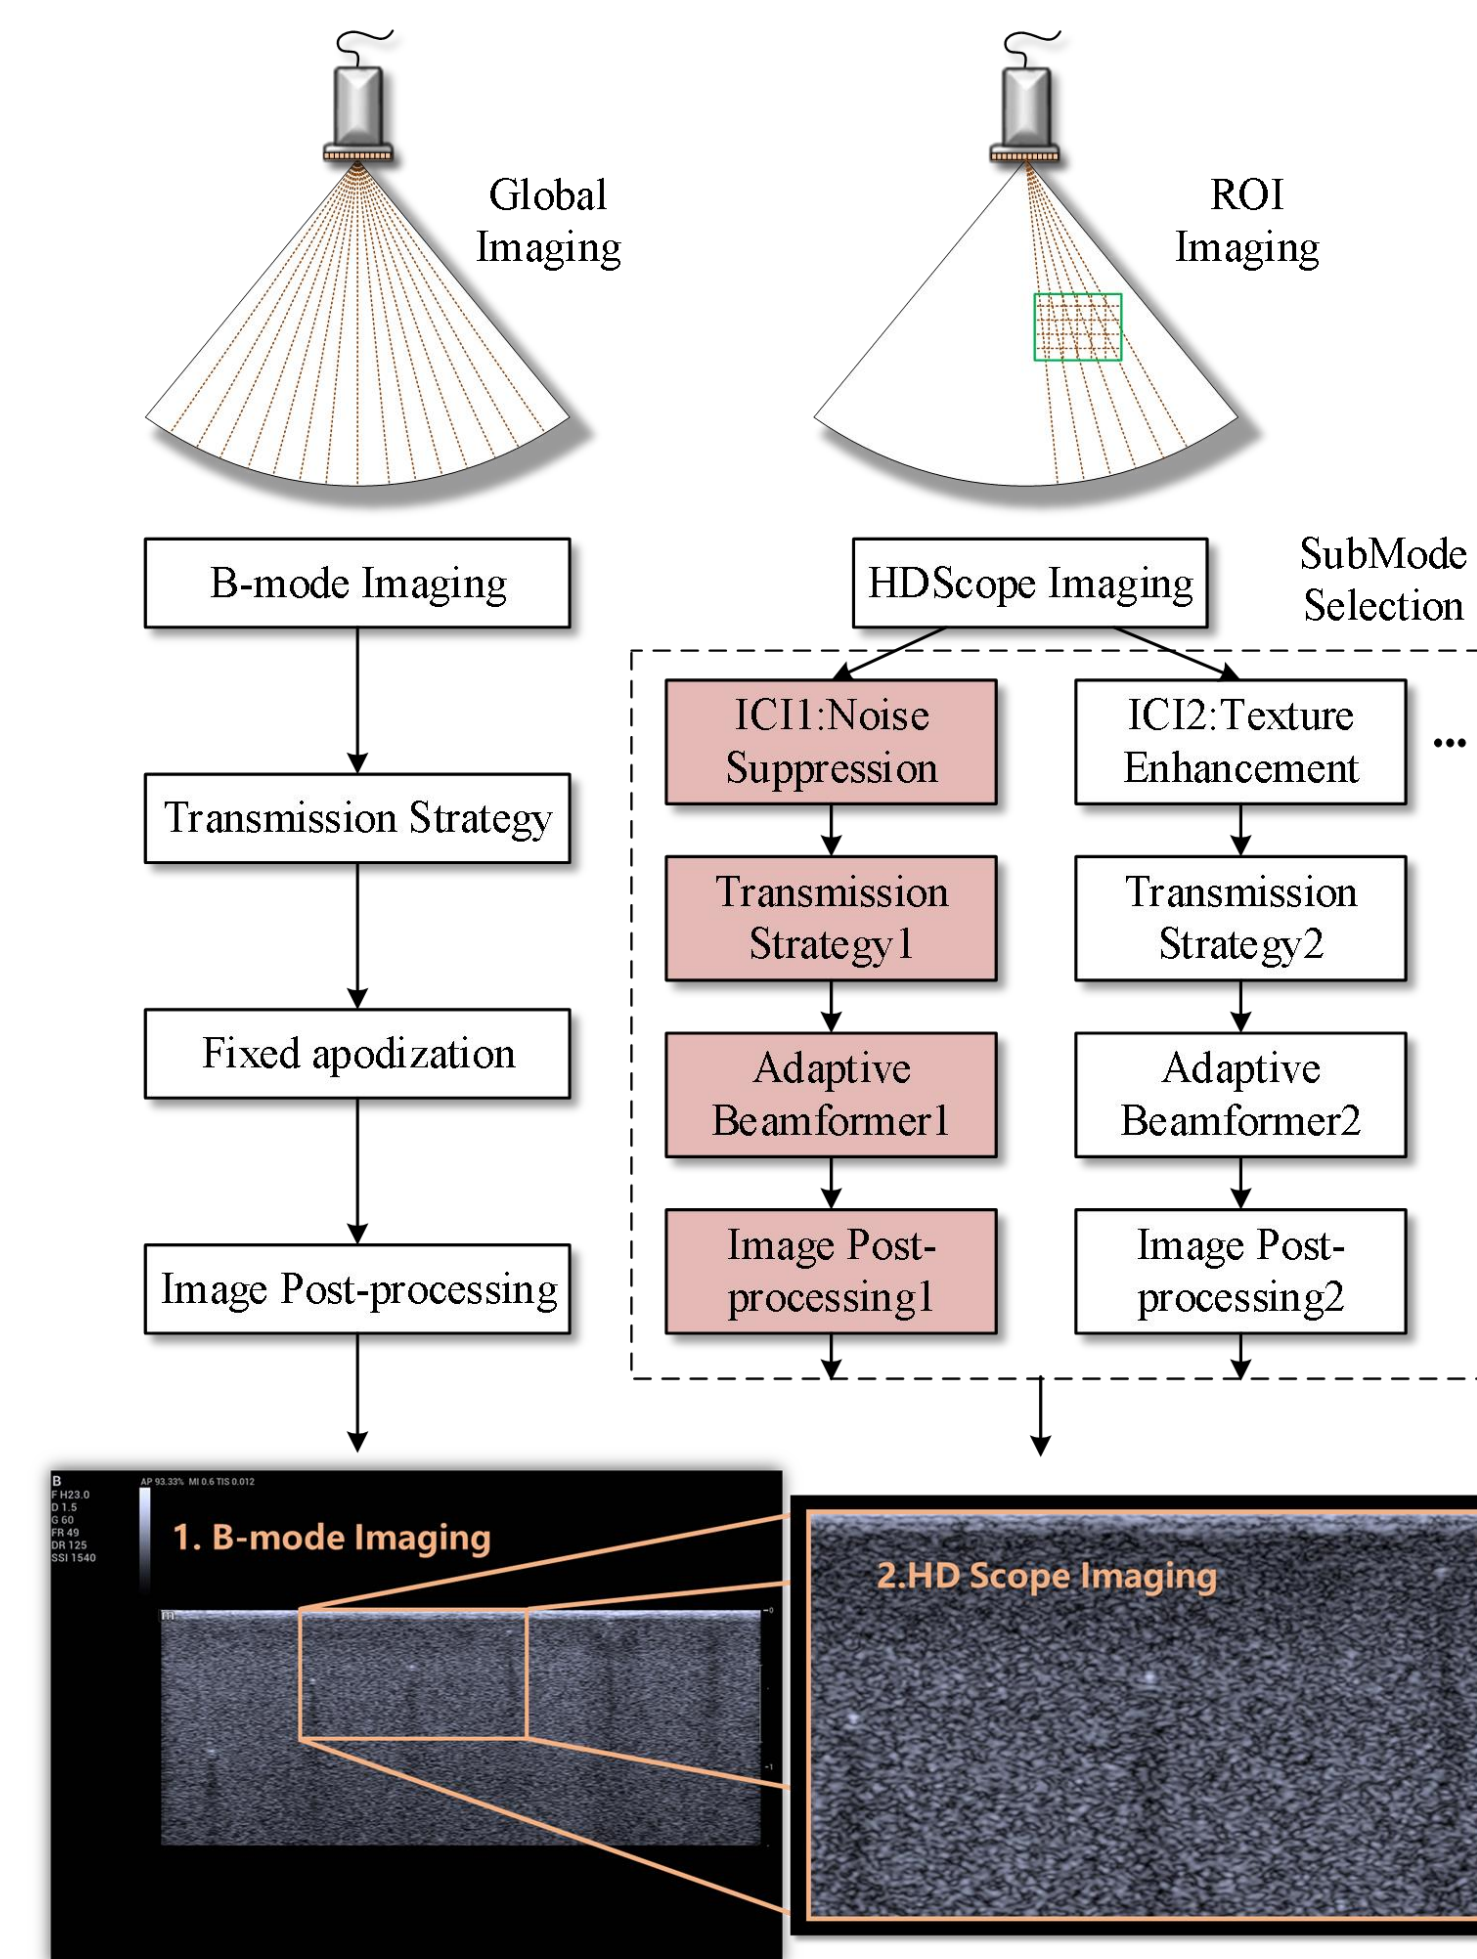 Global
Imaging
ROI
Imaging
B-mode Imaging
Transmission Strategy
Fixed apodization
Image Post-processing
HDScope Imaging
SubMode
Selection
ICI1:Noise
Suppression
Transmission
Strategy1
Adaptive
Beamformer1
Image Post-
processing1
ICI2:Texture
Enhancement
...
Transmission
Strategy2
Adaptive
Beamformer2
Image Post-
processing2
B
F H23.0
D 1.5
G 60
FR 49
DR 125
SSI 1540
AP 93.33% MI 0.6 TIS 0.012
1. B-mode Imaging
0
1
2.HD Scope Imaging